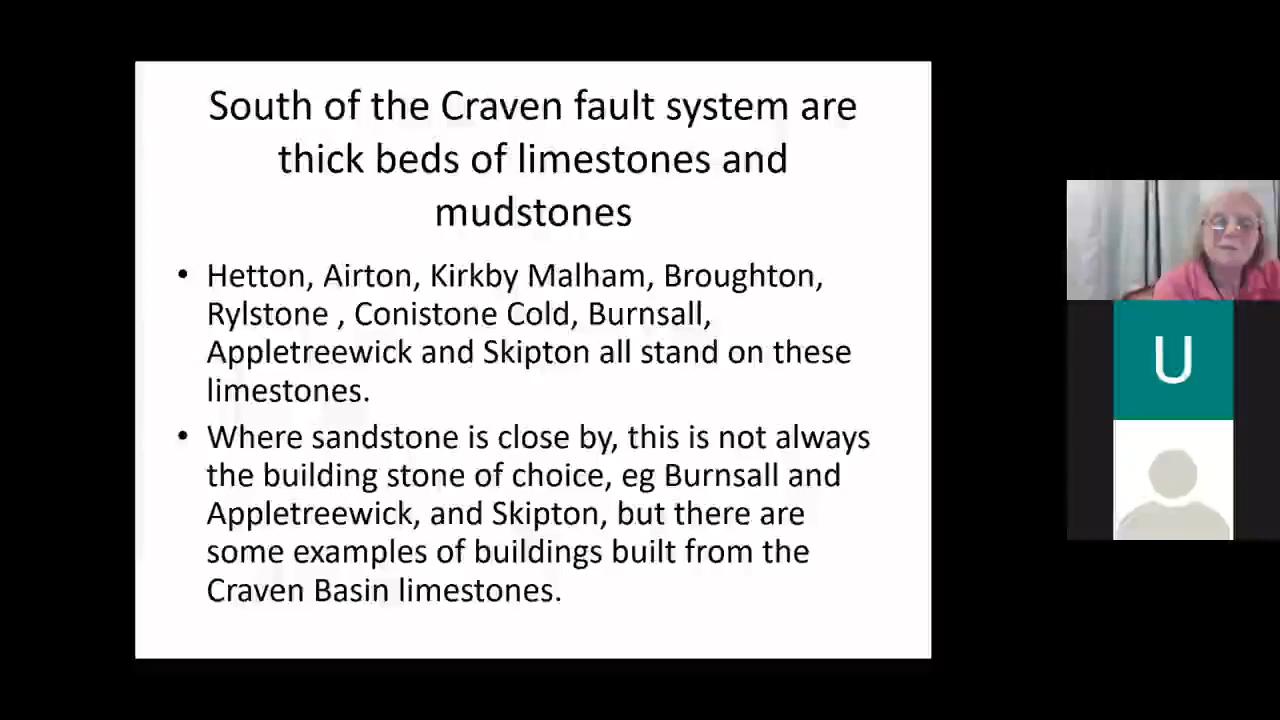 South of the Craven fault system are
thick beds of limestones and
mudstones
• Hetton, Airton, Kirkby Malham, Broughton,
Rylstone , Conistone Cold, Burnsall,
Appletreewick and Skipton all stand on these
limestones.
• Where sandstone is close by, this is not always
the building stone of choice, eg Burnsall and
Appletreewick, and Skipton, but there are
some examples of buildings built from the
Craven Basin limestones.
U